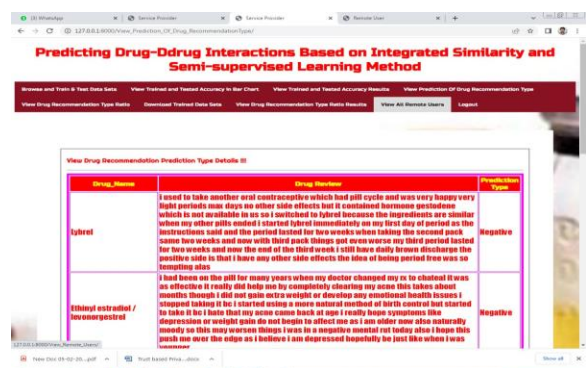 (3) WhatsApp
Service Provider
Service Provider
Remote User
127.0.0.1:8000/View_Prediction_Of_Drug_RecommendationType/
Predicting Drug-Ddrug Interactions Based on Integrated Similarity and
Semi-supervised Learning
Method
Browse and Train & Test Data Sets View Trained and Tested Accuracy in Bar Chart View Trained and Tested Accuracy Results View Prediction Of Drug Recommendation Type
View Drug Recommendation Type Ratio Download Trained Data Sets View Drug Recommendation Type Ratio Results View All Remote Users Logout
View Drug Recommendation Prediction Type Details !!!
Drug_Name Drug Review Prediction
Type
Lybrel
i used to take another oral contraceptive which had pill cycle and was very happy very
light periods max days no other side effects but it contained hormone gestodene
which is not available in us so i switched to lybrel because the ingredients are similar
when my other pills ended i started lybrel immediately on my first day of period as the
instructions said and the period lasted for two weeks when taking the second pack
same two weeks and now with third pack things got even worse my third period lasted
for two weeks and now the end of the third week i still have daily brown discharge the
positive side is that i have any other side effects the idea of being period free was so
tempting alas
Negative
Ethinyl estradiol /
levonorgestrel
i had been on the pill for many years when my doctor changed my rx to chateal it was
as effective it really did help me by completely clearing my acne this takes about
months though i did not gain extra weight or develop any emotional health issues i
stopped taking it bc i started using a more natural method of birth control but started
to take it bc i hate that my acne came back at age i really hope symptoms like
depression or weight gain do not begin to affect me as i am older now also naturally
moody so this may worsen things i was in a negative mental rut today also i hope this
push me over the edge as i believe i am depressed hopefully be just like when i was
younger
Negative
127.0.0.1:8000/View_Remote_Users/
New Doc 05-02-20....pdf
Trust Based Priva....docx
Show all